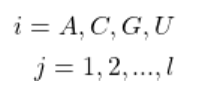 i = A, C, G, U
j = 1, 2, ..., l